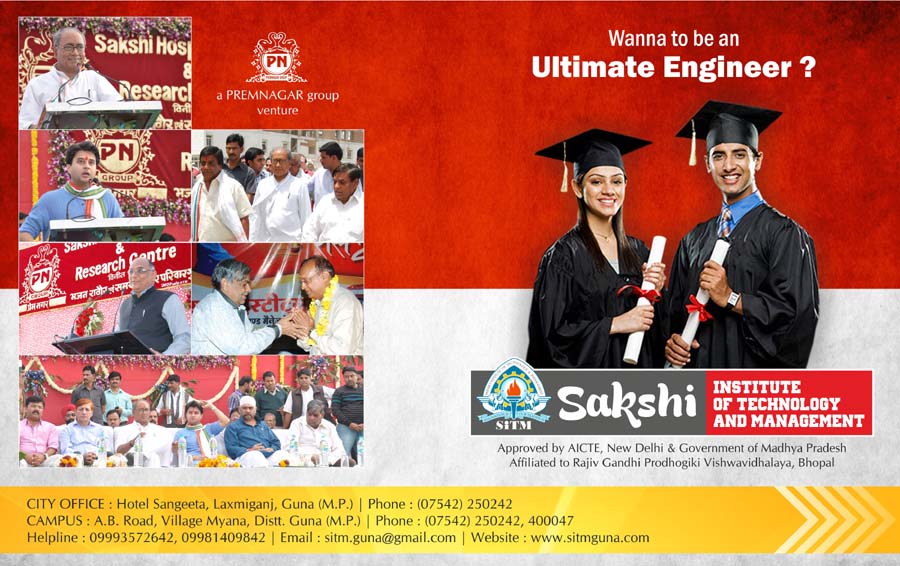 Sakshi Hosp
&
Research
PN
PREMNAGAR GROUP
a PREMNAGAR group
venture
PN
GROUP
Research Centre
&
PN
प्रेम नगर
Wanna to be an
Ultimate Engineer ?
SiTM
Sakshi
INSTITUTE
OF TECHNOLOGY
AND MANAGEMENT
Approved by AICTE, New Delhi & Government of Madhya Pradesh
Affiliated to Rajiv Gandhi Prodhogiki Vishwavidhalaya, Bhopal
CITY OFFICE : Hotel Sangeeta, Laxmiganj, Guna (M.P.) | Phone : (07542) 250242
CAMPUS : A.B. Road, Village Myana, Distt. Guna (M.P.) | Phone : (07542) 250242, 400047
Helpline : 09993572642, 09981409842 | Email : sitm.guna@gmail.com | Website : www.sitmguna.com